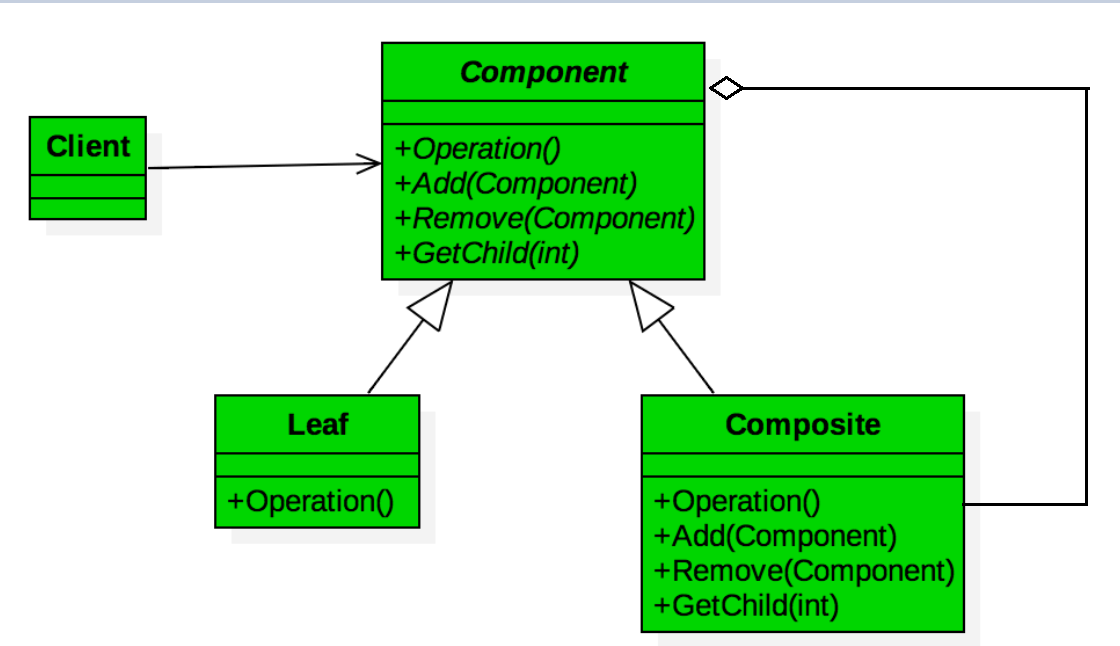 Component
+Operation()
+Add(Component)
+Remove(Component)
+GetChild(int)
Client
Leaf
+Operation()
Composite
+Operation()
+Add(Component)
+Remove(Component)
+GetChild(int)